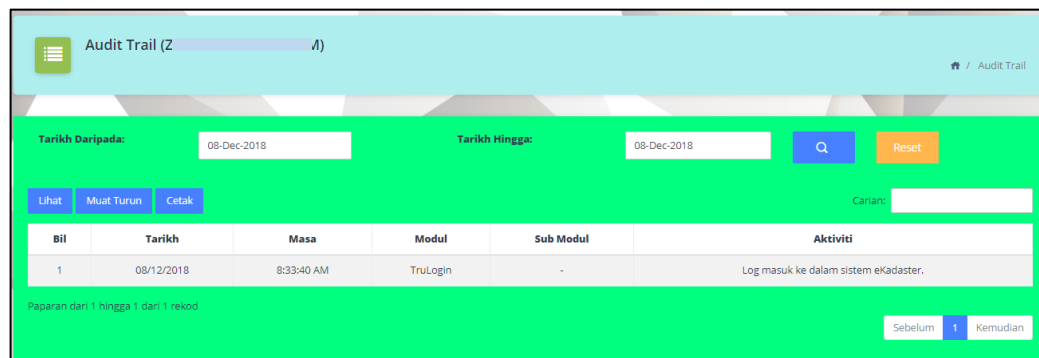 Audit Trail (Z M)
/ Audit Trail
Tarikh Daripada: 08-Dec-2018 Tarikh Hingga: 08-Dec-2018 Reset
Lihat Muat Turun Cetak Carian:
Bil Tarikh Masa Modul Sub Modul Aktiviti
1 08/12/2018 8:33:40 AM TruLogin - Log masuk ke dalam sistem eKadaster.
Paparan dari 1 hingga 1 dari 1 rekod
Sebelum 1 Kemudian